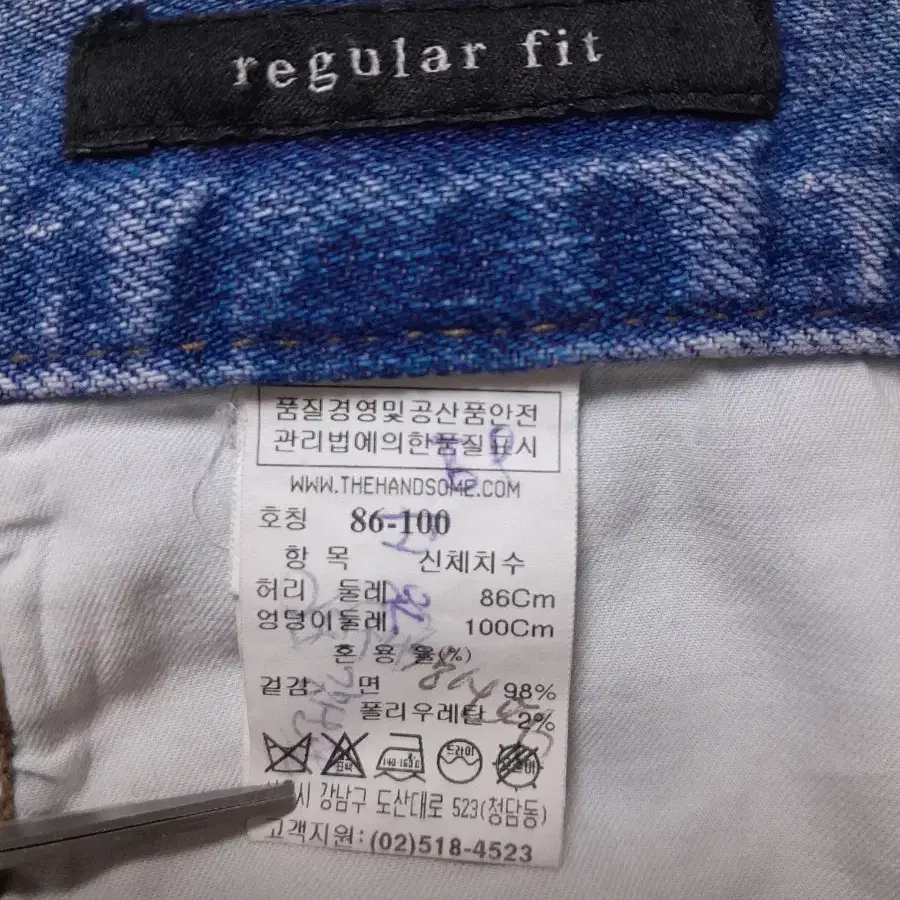 regular fit
품질경영및공산품안전
관리법에의한품질표시
WWW.THEHANDSOME.COM
호칭 86-100
항 목 신체치수
허리 둘레 86Cm
엉덩이둘레 100Cm
혼 용 율(%)
겉감 면 98%
폴리우레탄 2%
드라이
시 강남구 도산대로 523(청담동)
고객지원: (02)518-4523